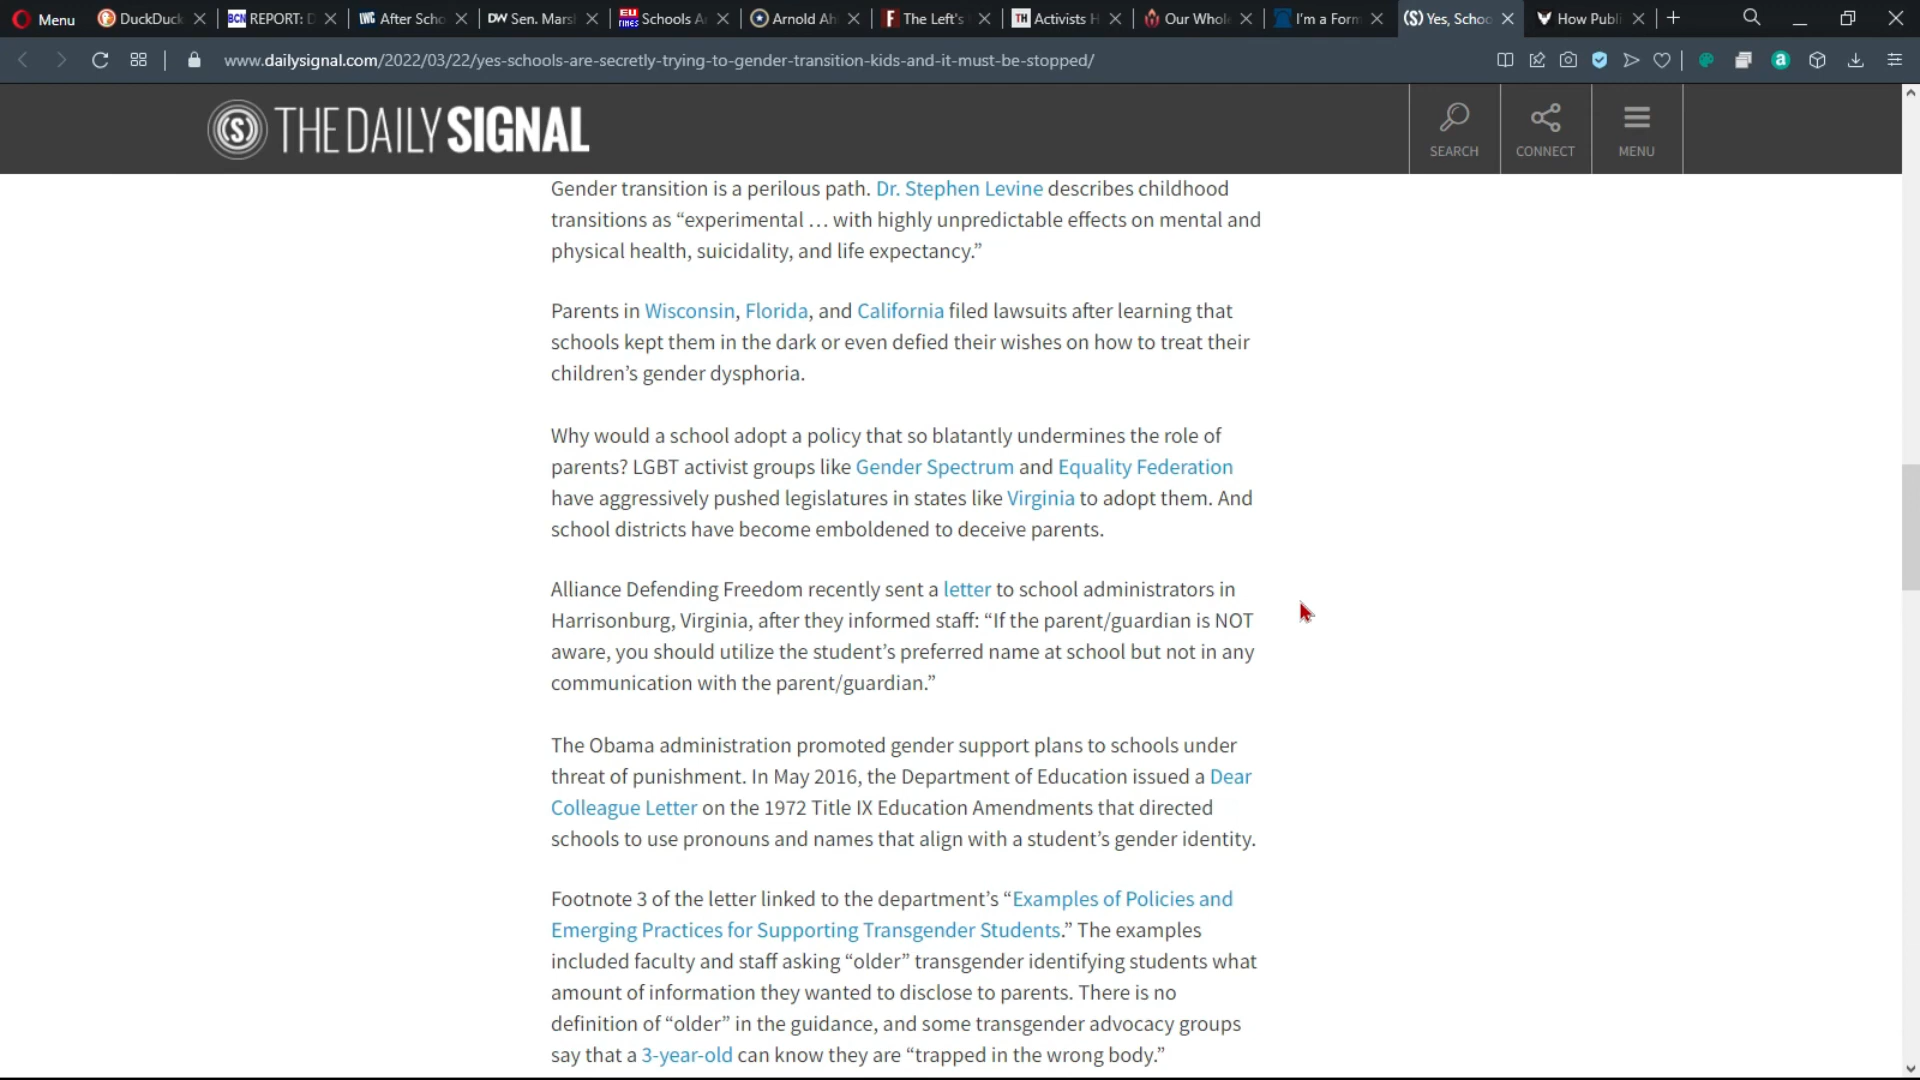 Menu
DuckDuck
BCN REPORT: D
IWC After Scho
DW Sen. Mars
EU TIMES Schools A
Arnold Ah
F The Left's
TH Activists H
Our Whol
I'm a Form
(S) Yes, Schoo
How Publi
www.dailysignal.com/2022/03/22/yes-schools-are-secretly-trying-to-gender-transition-kids-and-it-must-be-stopped/
(S) THE DAILY SIGNAL
SEARCH
CONNECT
MENU
Gender transition is a perilous path. Dr. Stephen Levine describes childhood
transitions as “experimental … with highly unpredictable effects on mental and
physical health, suicidality, and life expectancy.”
Parents in Wisconsin, Florida, and California filed lawsuits after learning that
schools kept them in the dark or even defied their wishes on how to treat their
children’s gender dysphoria.
Why would a school adopt a policy that so blatantly undermines the role of
parents? LGBT activist groups like Gender Spectrum and Equality Federation
have aggressively pushed legislatures in states like Virginia to adopt them. And
school districts have become emboldened to deceive parents.
Alliance Defending Freedom recently sent a letter to school administrators in
Harrisonburg, Virginia, after they informed staff: “If the parent/guardian is NOT
aware, you should utilize the student’s preferred name at school but not in any
communication with the parent/guardian.”
The Obama administration promoted gender support plans to schools under
threat of punishment. In May 2016, the Department of Education issued a Dear
Colleague Letter on the 1972 Title IX Education Amendments that directed
schools to use pronouns and names that align with a student’s gender identity.
Footnote 3 of the letter linked to the department’s “Examples of Policies and
Emerging Practices for Supporting Transgender Students.” The examples
included faculty and staff asking “older” transgender identifying students what
amount of information they wanted to disclose to parents. There is no
definition of “older” in the guidance, and some transgender advocacy groups
say that a 3-year-old can know they are “trapped in the wrong body.”